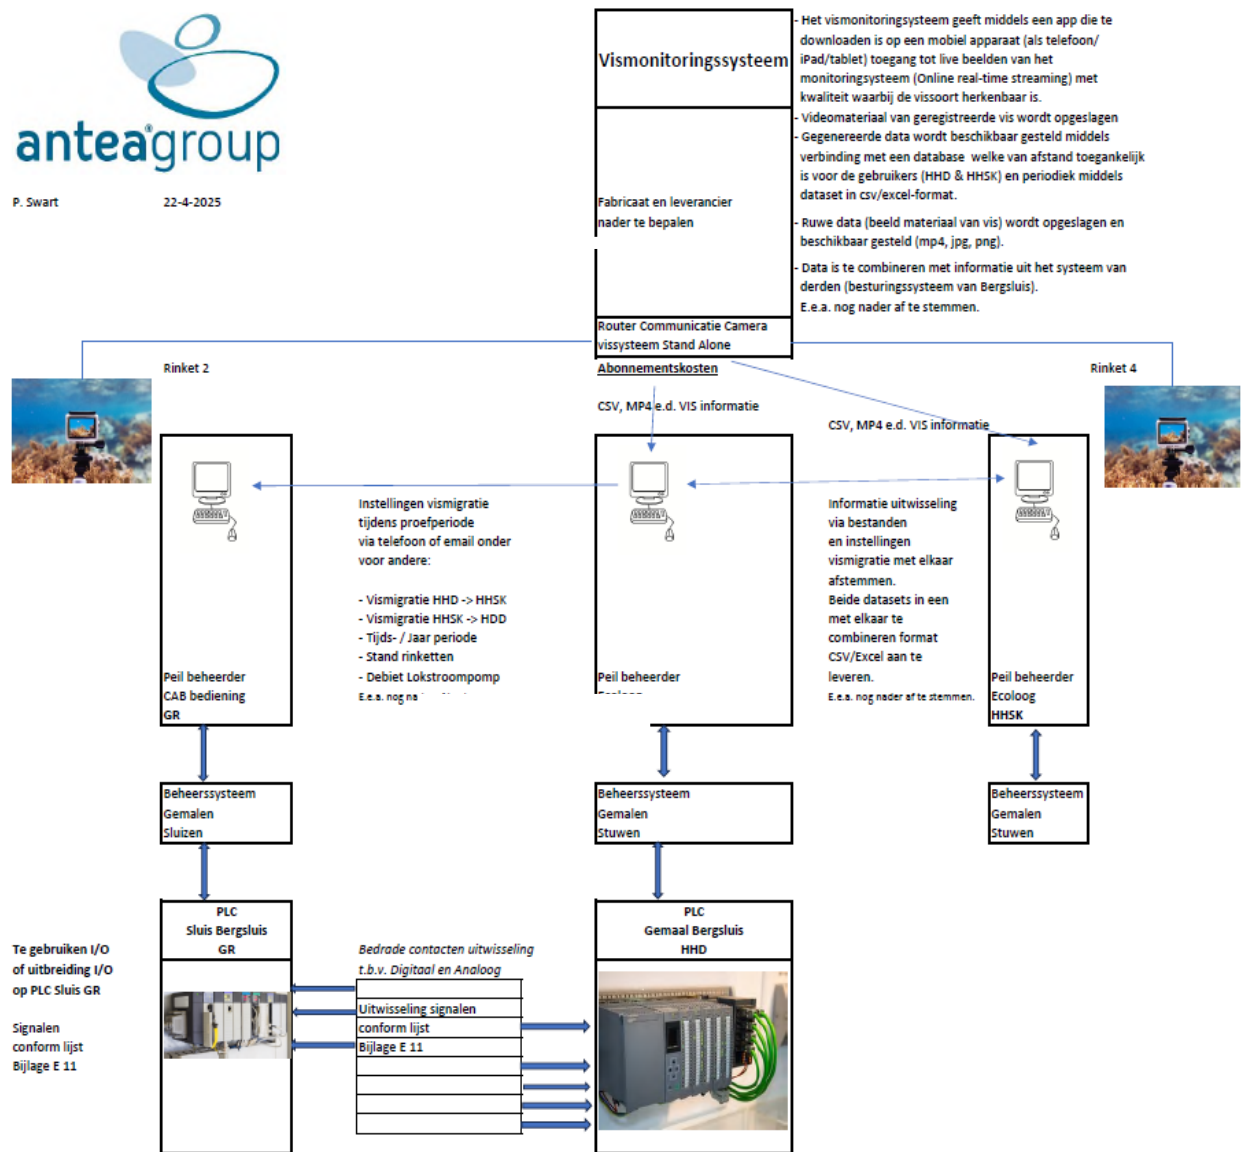 anteagroup
P. Swart 22-4-2025
Vismonitoringssysteem
Fabricaat en leverancier
nader te bepalen
- Het vismonitoringsysteem geeft middels een app die te
downloaden is op een mobiel apparaat (als telefoon/
iPad/tablet) toegang tot live beelden van het
monitoringsysteem (Online real-time streaming) met
kwaliteit waarbij de vissoort herkenbaar is.
- Videomateriaal van geregistreerde vis wordt opgeslagen
- Gegenereerde data wordt beschikbaar gesteld middels
verbinding met een database welke van afstand toegankelijk
is voor de gebruikers (HHD & HHSK) en periodiek middels
dataset in csv/excel-format.
- Ruwe data (beeld materiaal van vis) wordt opgeslagen en
beschikbaar gesteld (mp4, jpg, png).
- Data is te combineren met informatie uit het systeem van
derden (besturingssysteem van Bergsluis).
E.e.a. nog nader af te stemmen.
Router Communicatie Camera
vissysteem Stand Alone
Rinket 2
Abonnementskosten
Rinket 4
CSV, MP4 e.d. VIS informatie
CSV, MP4 e.d. VIS informatie
Instellingen vismigratie
tijdens proefperiode
via telefoon of email onder
voor andere:
- Vismigratie HHD -> HHSK
- Vismigratie HHSK -> HDD
- Tijds- / Jaar periode
- Stand rinketten
- Debiet Lokstroompomp
E.e.a. nog
Informatie uitwisseling
via bestanden
en instellingen
vismigratie met elkaar
afstemmen.
Beide datasets in een
met elkaar te
combineren format
CSV/Excel aan te
leveren.
E.e.a. nog nader af te stemmen.
Peil beheerder
CAB bediening
GR
Peil beheerder
Peil beheerder
Ecoloog
HHSK
Beheerssysteem
Gemalen
Sluizen
Beheerssysteem
Gemalen
Stuwen
Beheerssysteem
Gemalen
Stuwen
PLC
Sluis Bergsluis
GR
PLC
Gemaal Bergsluis
HHD
Te gebruiken I/O
of uitbreiding I/O
op PLC Sluis GR
Signalen
conform lijst
Bijlage E 11
Bedrade contacten uitwisseling
t.b.v. Digitaal en Analoog
Uitwisseling signalen
conform lijst
Bijlage E 11